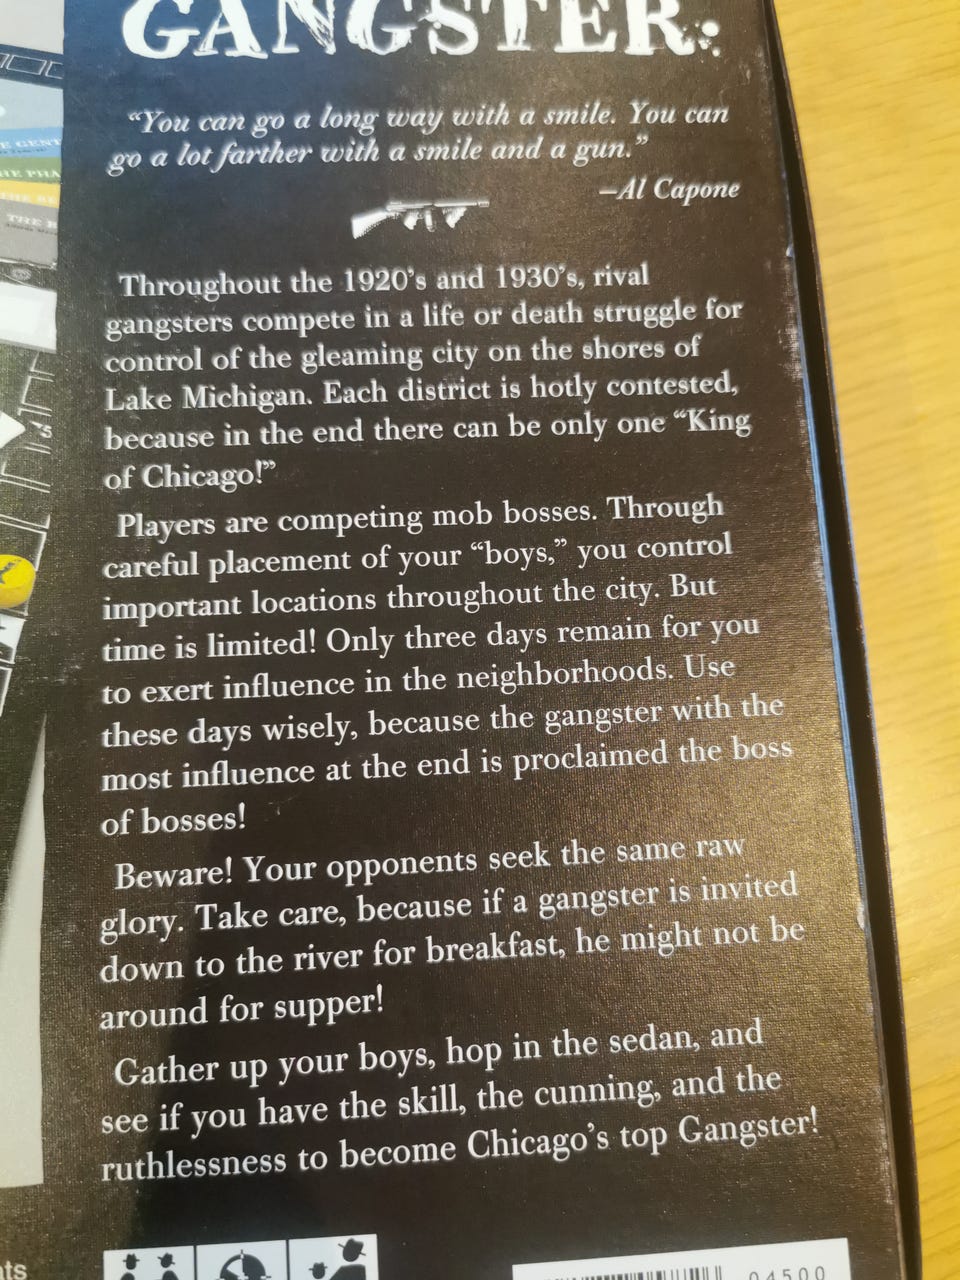 GANGSTER:
“You can go a long way with a smile. You can
go a lot farther with a smile and a gun.”
—Al Capone
Throughout the 1920’s and 1930’s, rival
gangsters compete in a life or death struggle for
control of the gleaming city on the shores of
Lake Michigan. Each district is hotly contested,
because in the end there can be only one “King
of Chicago!”
Players are competing mob bosses. Through
careful placement of your “boys,” you control
important locations throughout the city. But
time is limited! Only three days remain for you
to exert influence in the neighborhoods. Use
these days wisely, because the gangster with the
most influence at the end is proclaimed the boss
of bosses!
Beware! Your opponents seek the same raw
glory. Take care, because if a gangster is invited
down to the river for breakfast, he might not be
around for supper!
Gather up your boys, hop in the sedan, and
see if you have the skill, the cunning, and the
ruthlessness to become Chicago’s top Gangster!
04500